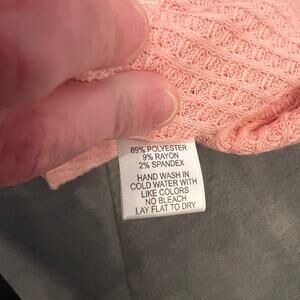 89% POLYESTER
9% RAYON
2% SPANDEX
HAND WASH IN
COLD WATER WITH
LIKE COLORS
NO BLEACH
LAY FLAT TO DRY